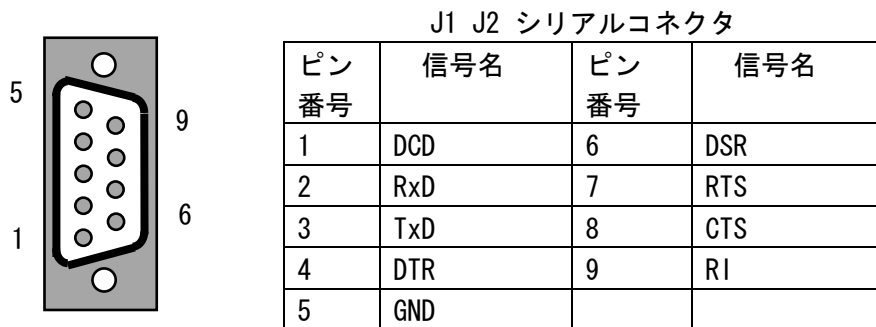 5
9
6
1
J1 J2 シリアルコネクタ
ピン番号 信号名 ピン番号 信号名
1 DCD 6 DSR
2 RxD 7 RTS
3 TxD 8 CTS
4 DTR 9 RI
5 GND